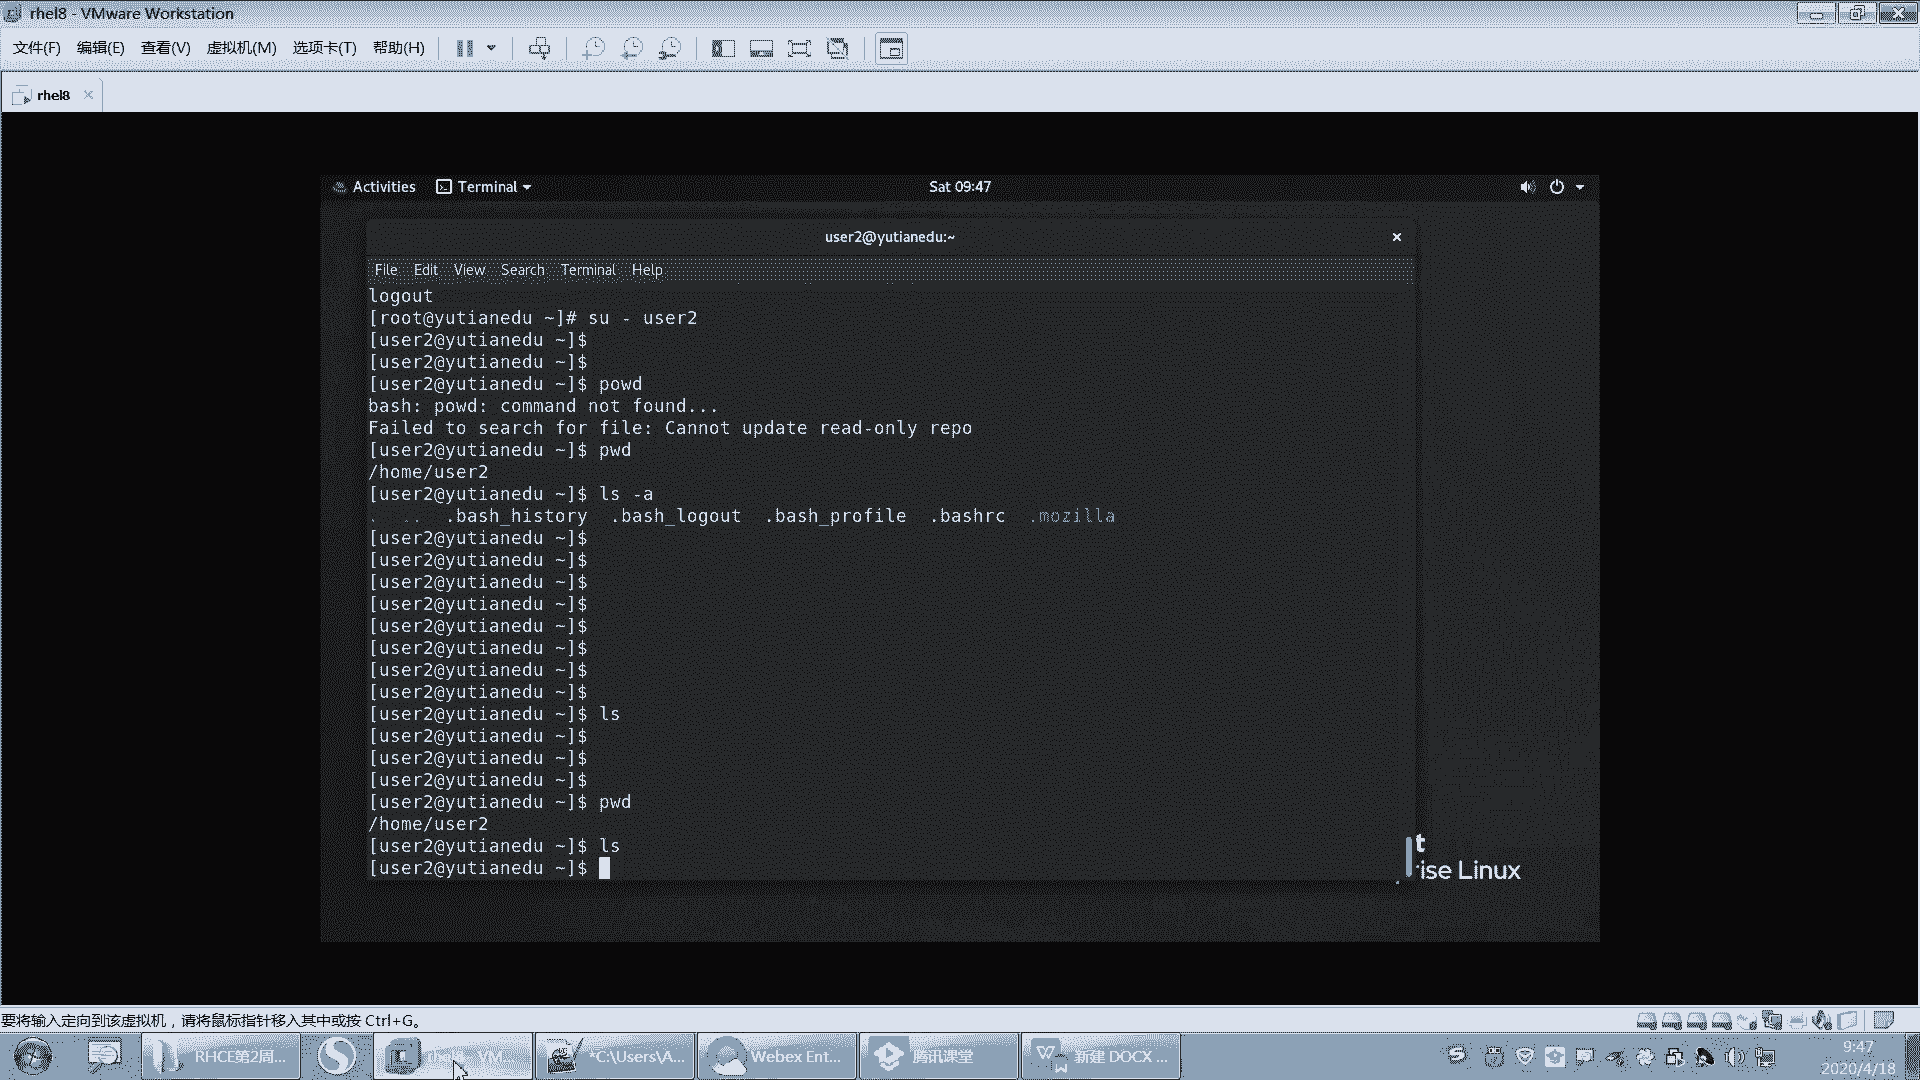 rhel8 - VMware Workstation
文件(F) 编辑(E) 查看(V) 虚拟机(M) 选项卡(T) 帮助(H)
rhel8
Activities Terminal Sat 09:47
user2@yutianedu:~
File Edit View Search Terminal Help
logout
[root@yutianedu ~]# su - user2
[user2@yutianedu ~]$
[user2@yutianedu ~]$
[user2@yutianedu ~]$ powd
bash: powd: command not found...
Failed to search for file: Cannot update read-only repo
[user2@yutianedu ~]$ pwd
/home/user2
[user2@yutianedu ~]$ ls -a
. .. .bash_history .bash_logout .bash_profile .bashrc .mozilla
[user2@yutianedu ~]$
[user2@yutianedu ~]$
[user2@yutianedu ~]$
[user2@yutianedu ~]$
[user2@yutianedu ~]$
[user2@yutianedu ~]$
[user2@yutianedu ~]$
[user2@yutianedu ~]$
[user2@yutianedu ~]$ ls
[user2@yutianedu ~]$
[user2@yutianedu ~]$
[user2@yutianedu ~]$
[user2@yutianedu ~]$ pwd
/home/user2
[user2@yutianedu ~]$ ls
[user2@yutianedu ~]$
t
ise Linux
要将输入定向到该虚拟机，请将鼠标指针移入其中或按 Ctrl+G。
RHCE第2周... rhel8 - VM... *C:\Users\A... Webex Ent... 腾讯课堂 新建 DOCX ...
9:47
2020/4/18